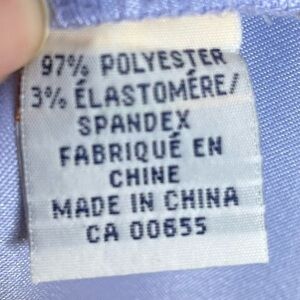 97% POLYESTER
3% ÉLASTOMÉRE/
SPANDEX
FABRIQUÉ EN
CHINE
MADE IN CHINA
CA 00655